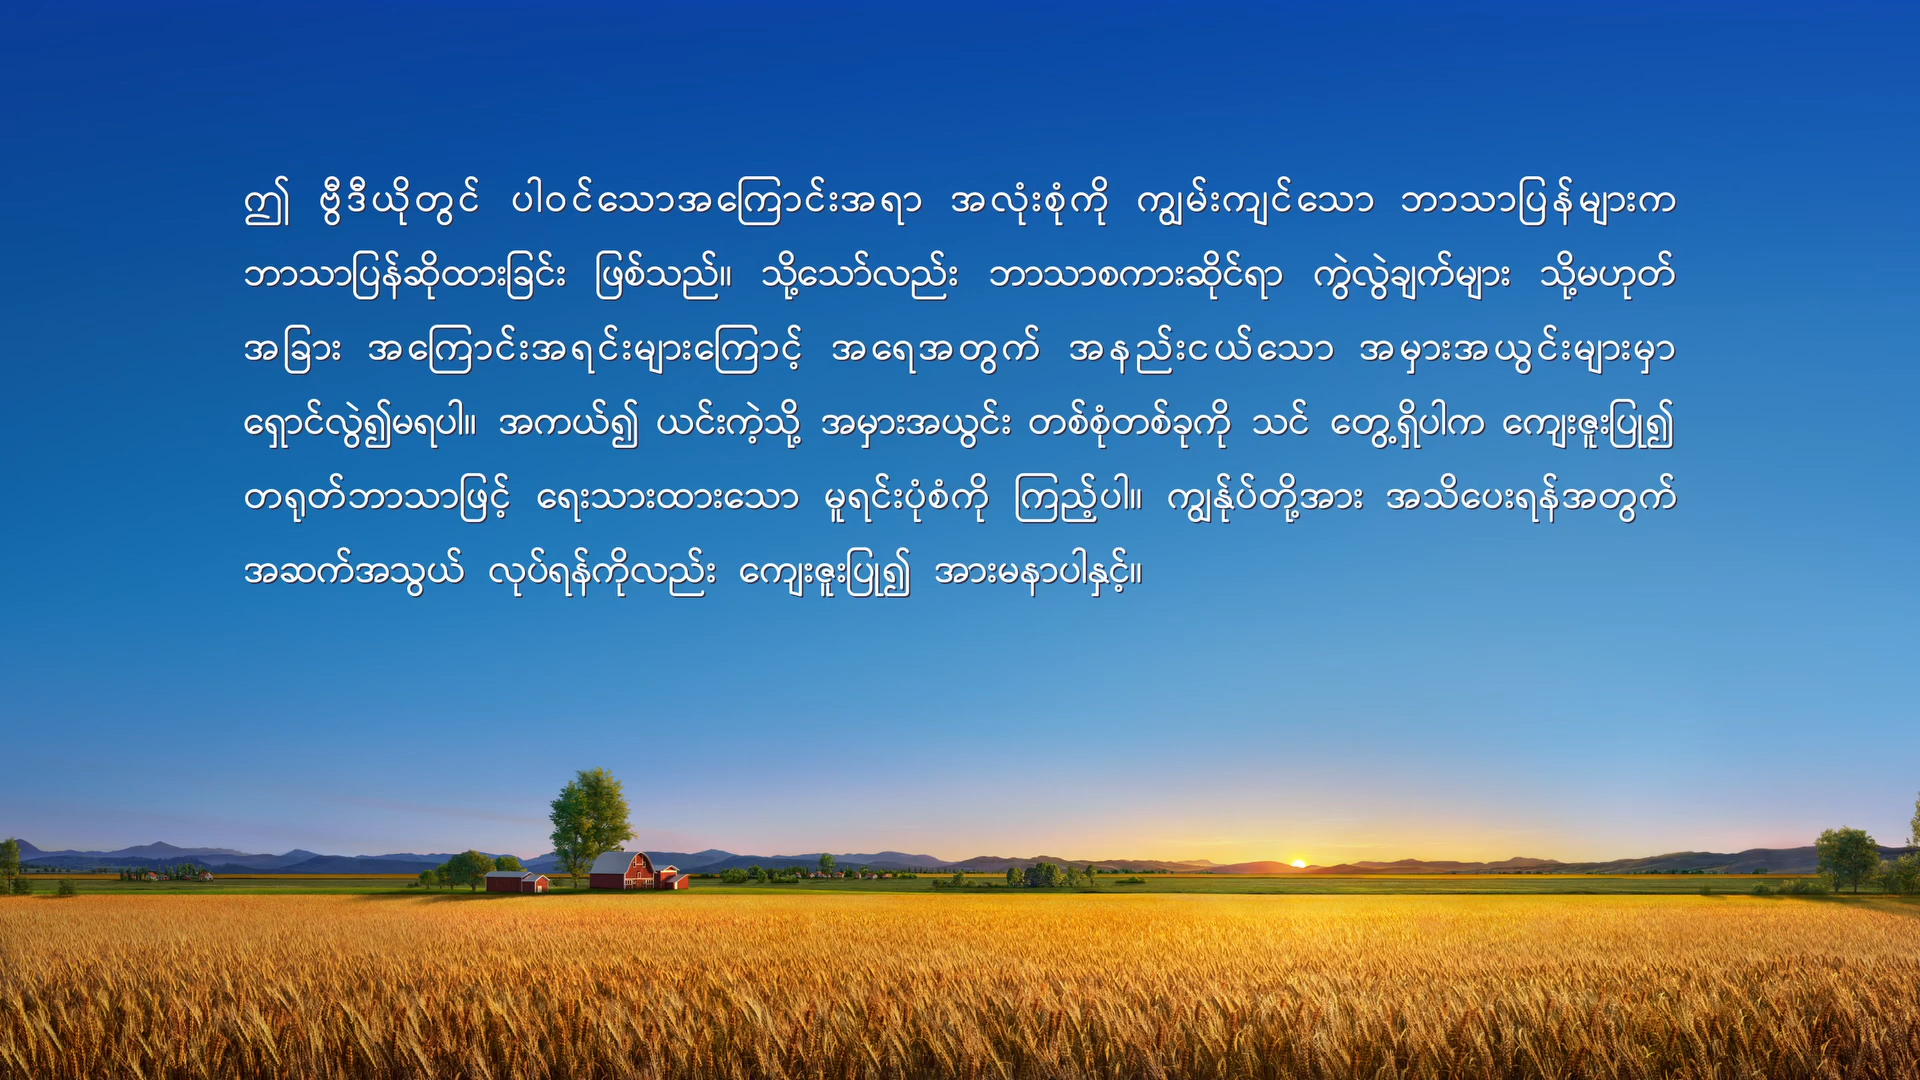 ဤ ဗွီဒီယိုတွင် ပါဝင်သောအကြောင်းအရာ အလုံးစုံကို ကျွမ်းကျင်သော ဘာသာပြန်များက
ဘာသာပြန်ဆိုထားခြင်း ဖြစ်သည်။ သို့သော်လည်း ဘာသာစကားဆိုင်ရာ ကွဲလွဲချက်များ သို့မဟုတ်
အခြား အကြောင်းအရင်းများကြောင့် အရေအတွက် အနည်းငယ်သော အမှားအယွင်းများမှာ
ရှောင်လွှဲ၍မရပါ။ အကယ်၍ ယင်းကဲ့သို့ အမှားအယွင်း တစ်စုံတစ်ခုကို သင် တွေ့ရှိပါက ကျေးဇူးပြု၍
တရုတ်ဘာသာဖြင့် ရေးသားထားသော မူရင်းပုံစံကို ကြည့်ပါ။ ကျွန်ုပ်တို့အား အသိပေးရန်အတွက်
အဆက်အသွယ် လုပ်ရန်ကိုလည်း ကျေးဇူးပြု၍ အားမနာပါနှင့်။